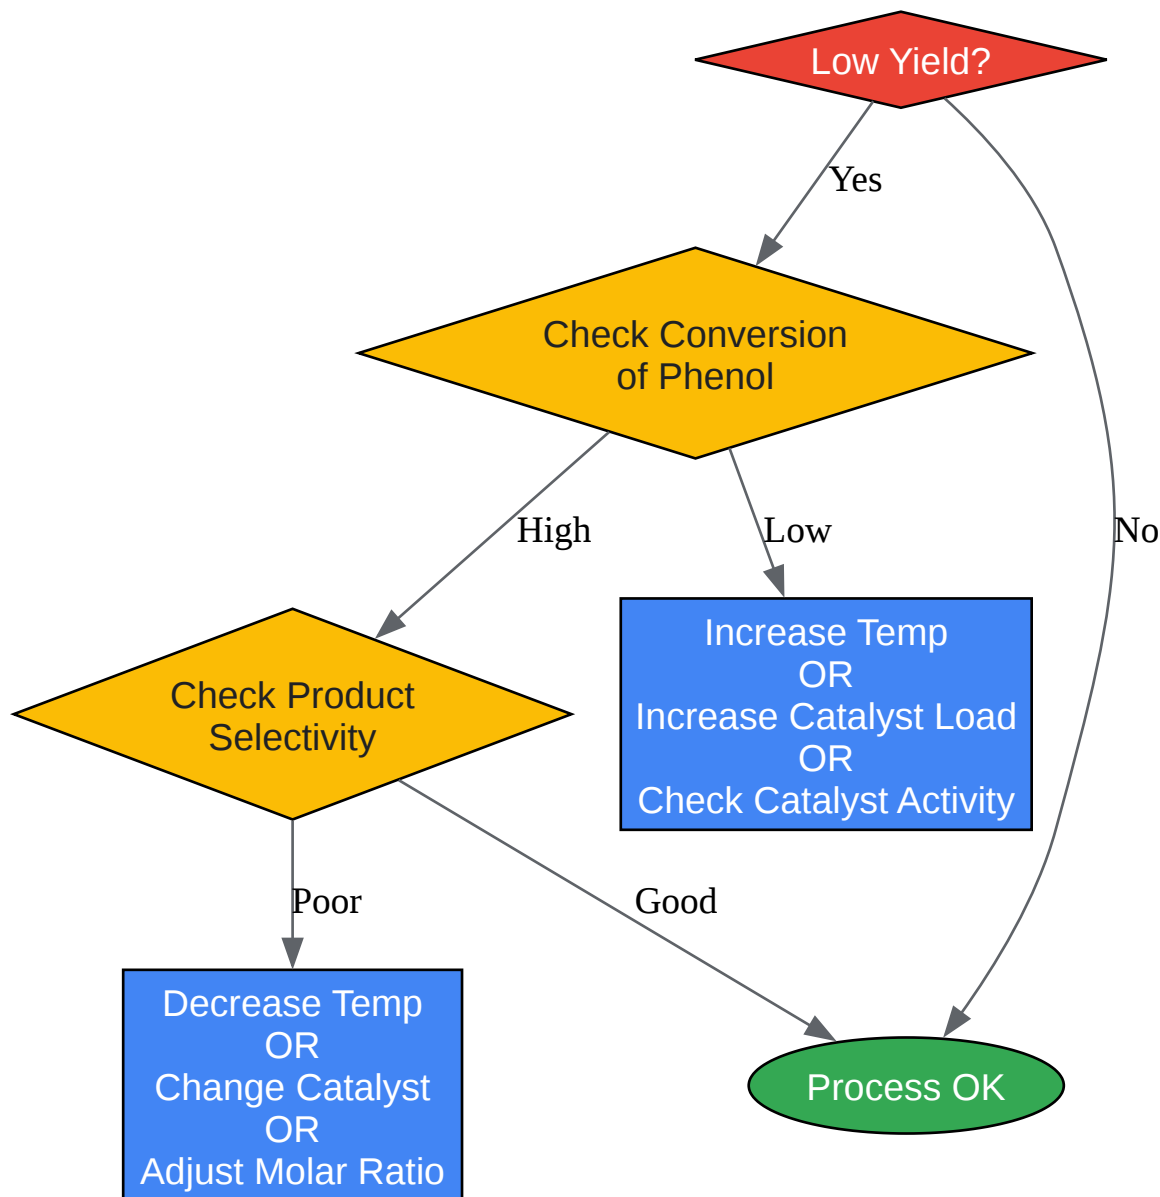 Low Yield?
Yes
Check Conversion
of Phenol
High
Low
No
Increase Temp
OR
Increase Catalyst Load
OR
Check Catalyst Activity
Check Product
Selectivity
Poor
Good
Decrease Temp
OR
Change Catalyst
OR
Adjust Molar Ratio
Process OK